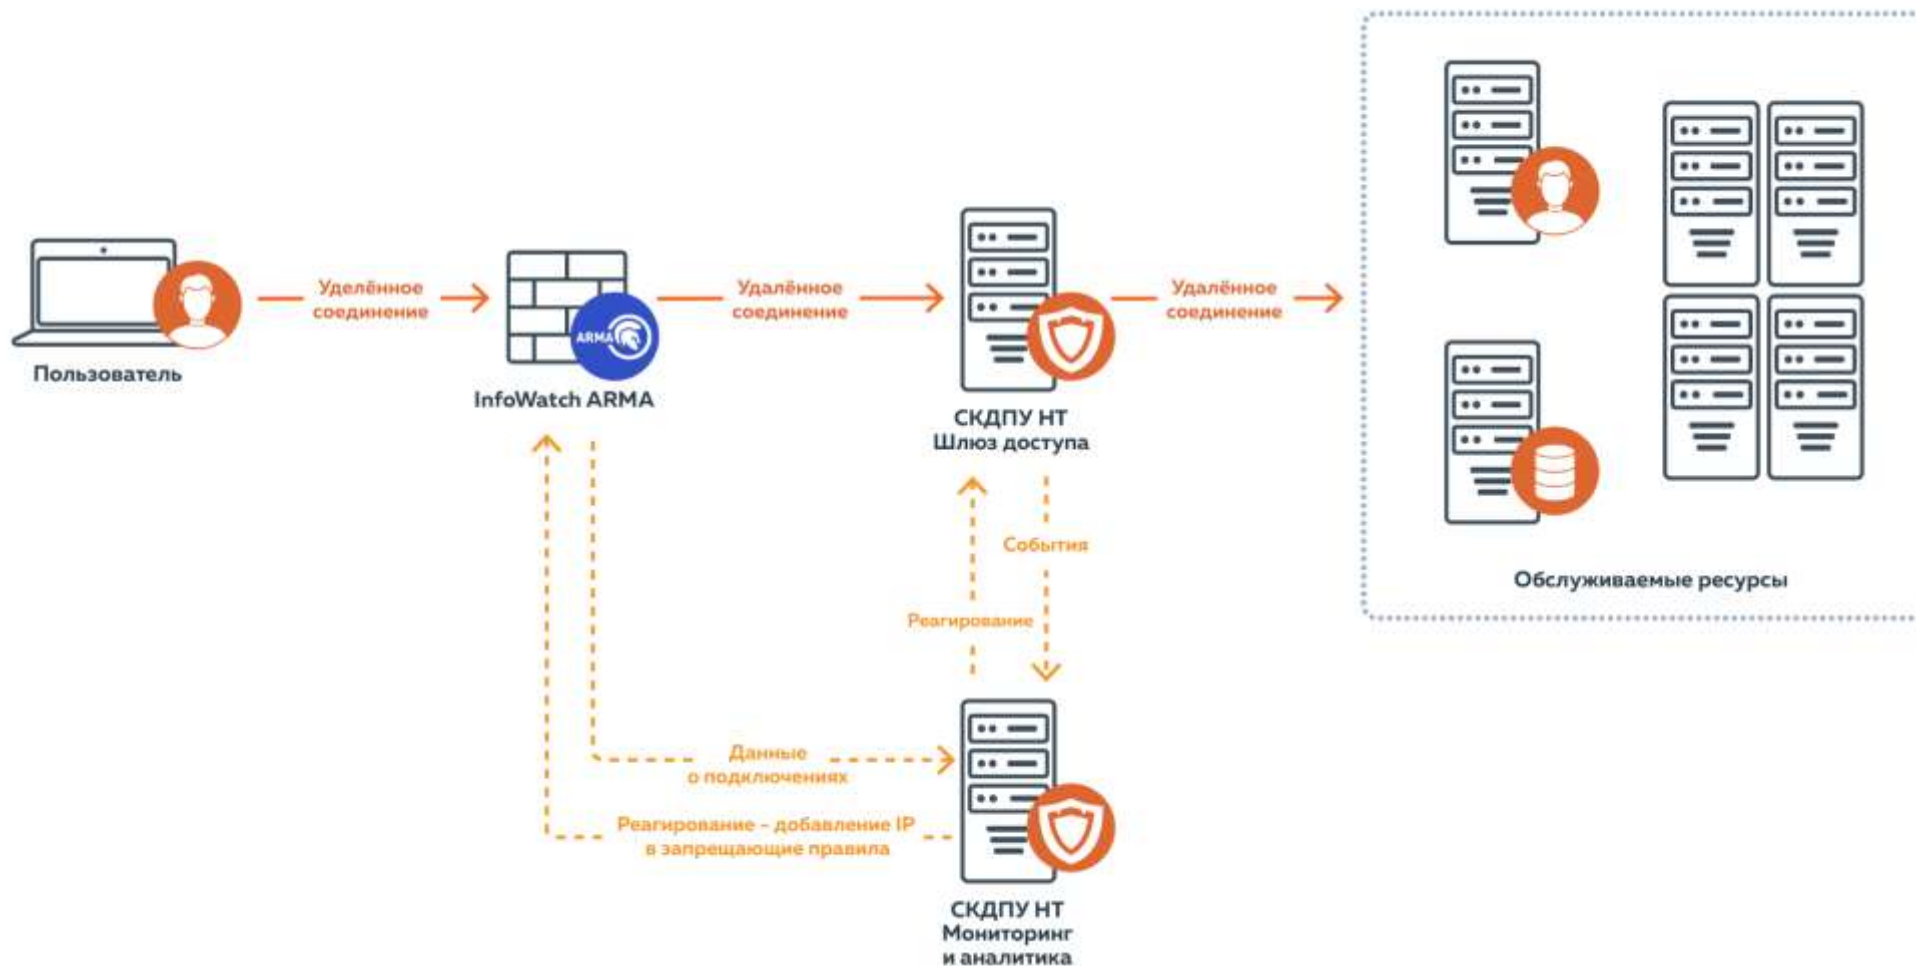 Уделённое
соединение
Пользователь
ARMA
InfoWatch ARMA
Удалённое
соединение
СКДПУ НТ
Шлюз доступа
Удалённое
соединение
Обслуживаемые ресурсы
События
Реагирование
Данные
о подключениях
Реагирование - добавление IP
в запрещающие правила
СКДПУ НТ
Мониторинг
и аналитика